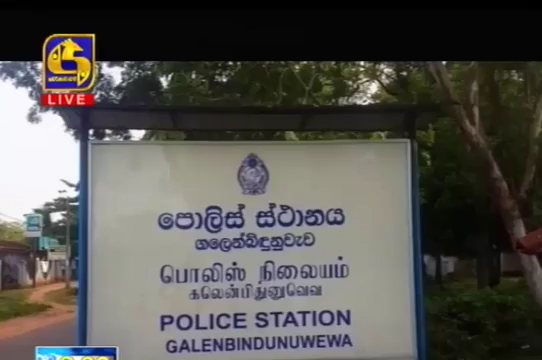 LIVE
පොලිස් ස්ථානය
ගලෙන්බිඳුනුවැව
பொலிஸ் நிலையம்
கலென்பிதுனுவெவ
POLICE STATION
GALENBINDUNUWEWA